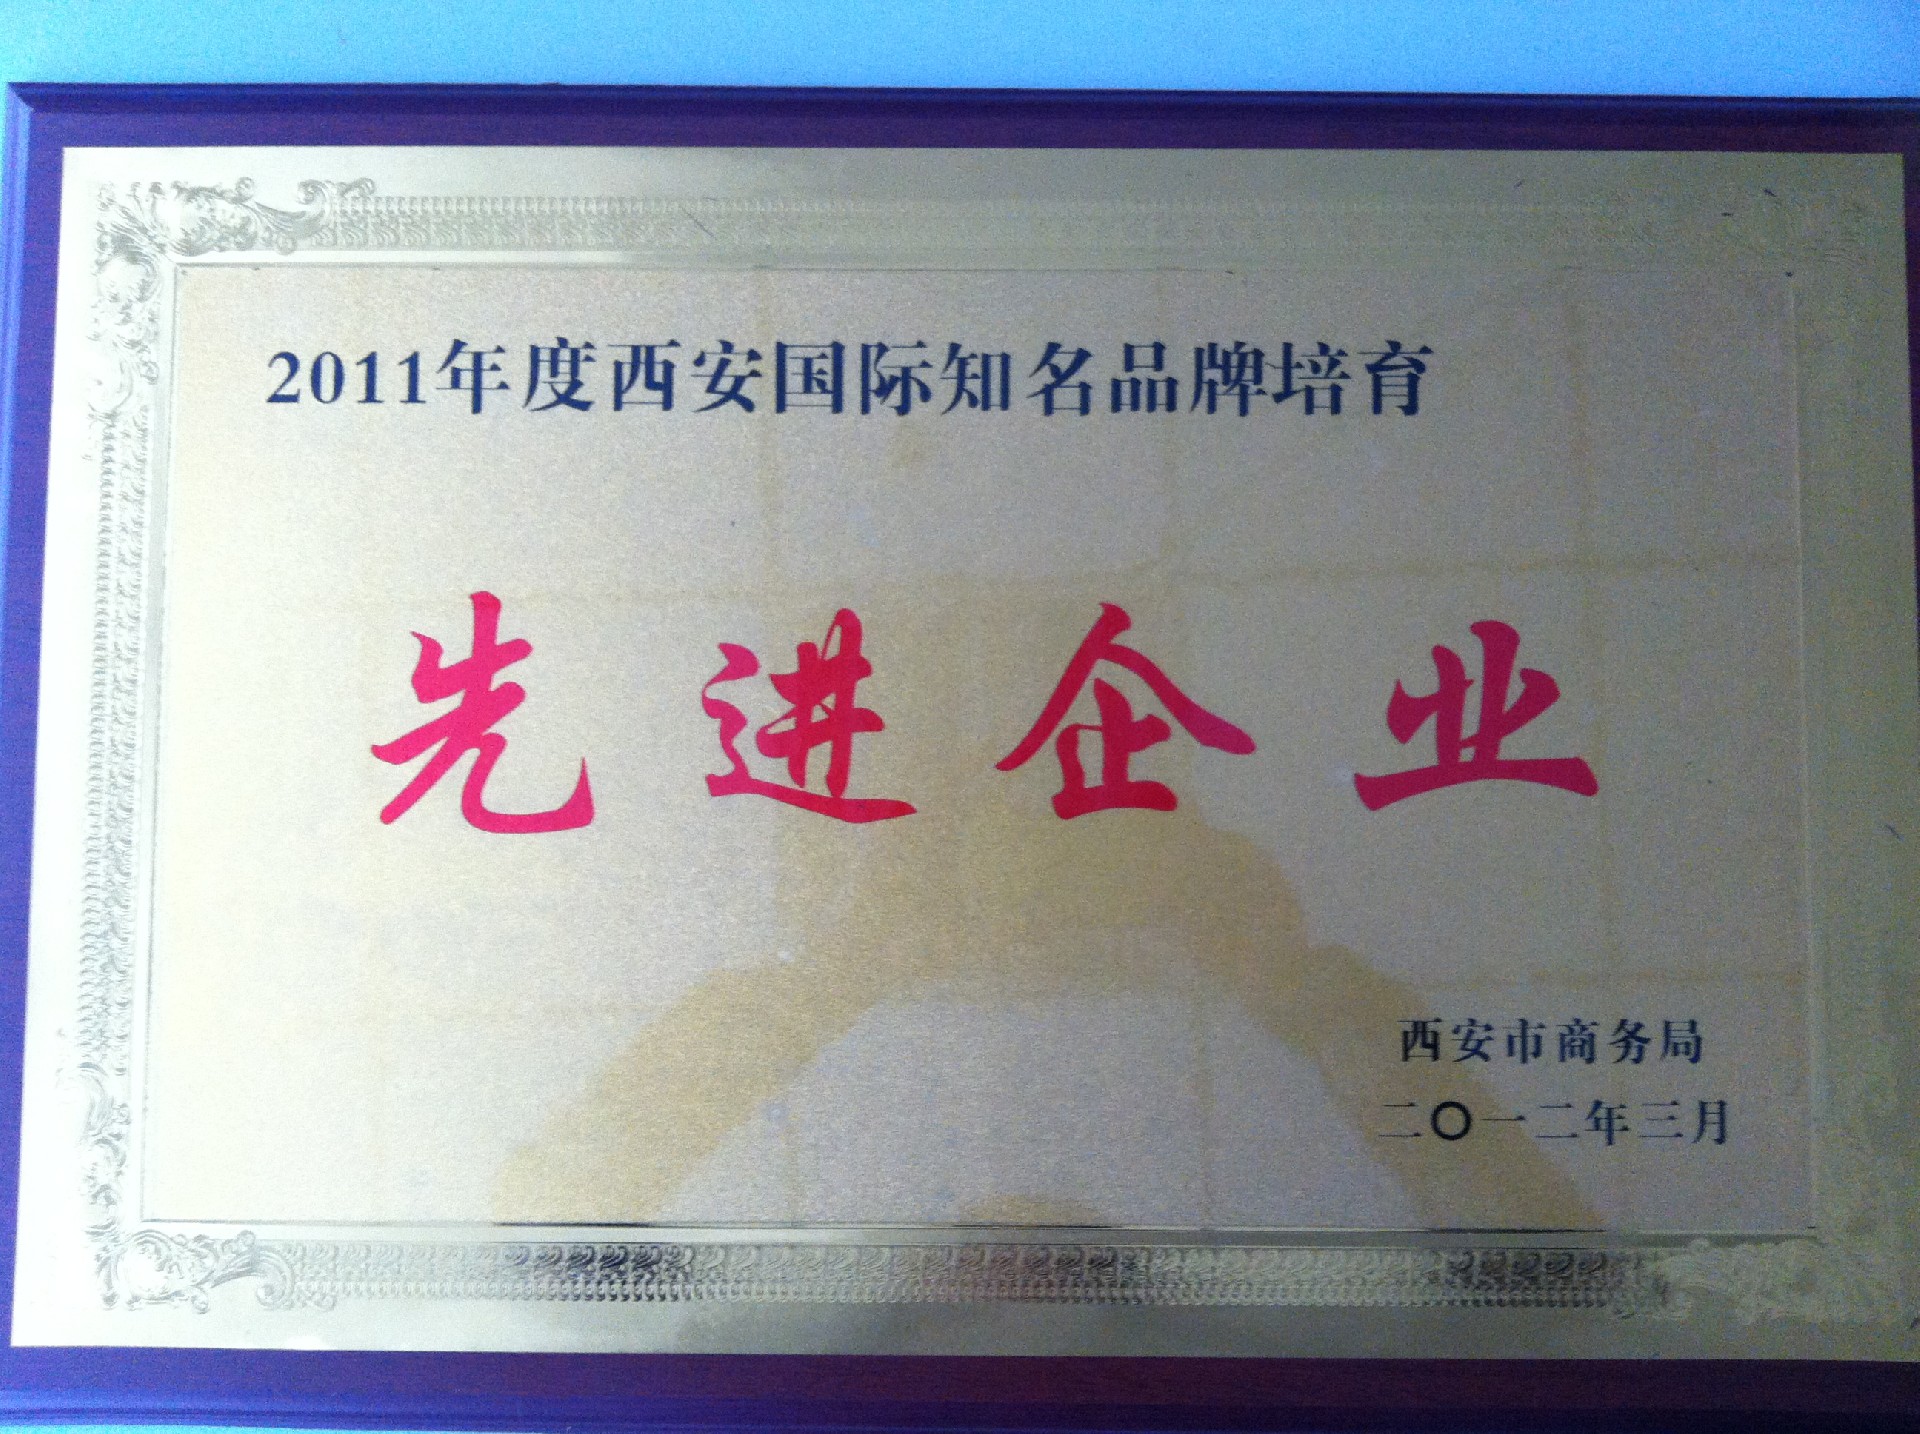 2011年度西安国际知名品牌培育
先进企业
西安市商务局
二〇一二年三月